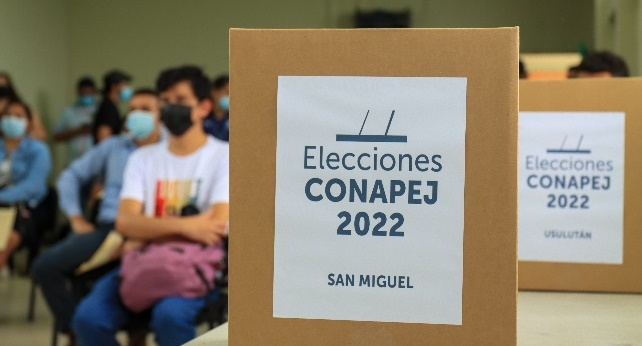 Elecciones
CONAPEJ
2022
SAN MIGUEL
Elecciones
CONAPEJ
2022
USULUTÁN